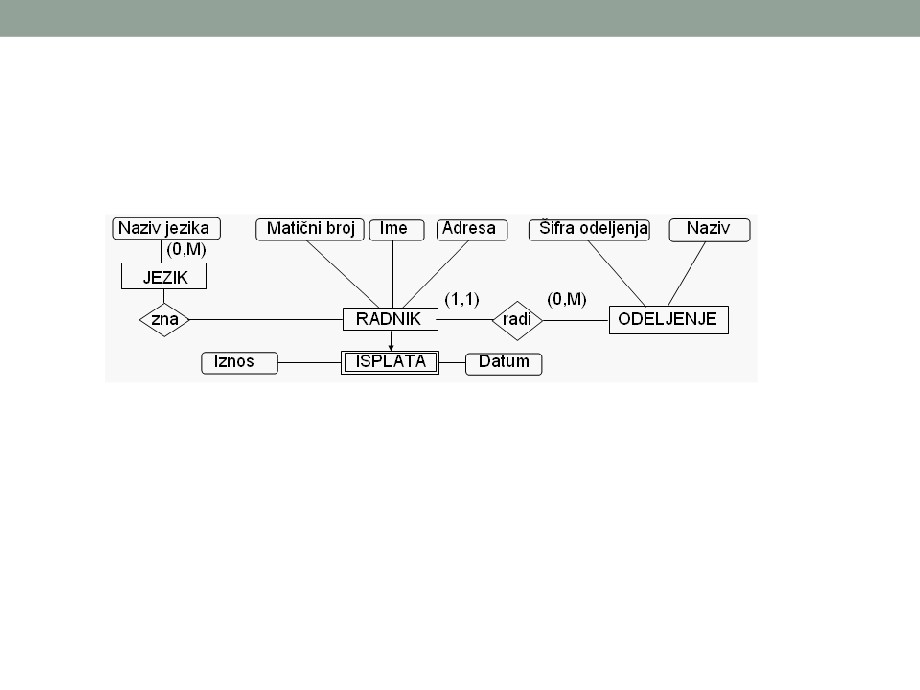 Naziv jezika Matični broj Ime Adresa Šifra odeljenja Naziv
(0,M)
JEZIK
(1,1) (0,M)
zna RADNIK radi ODELJENJE
Iznos ISPLATA Datum